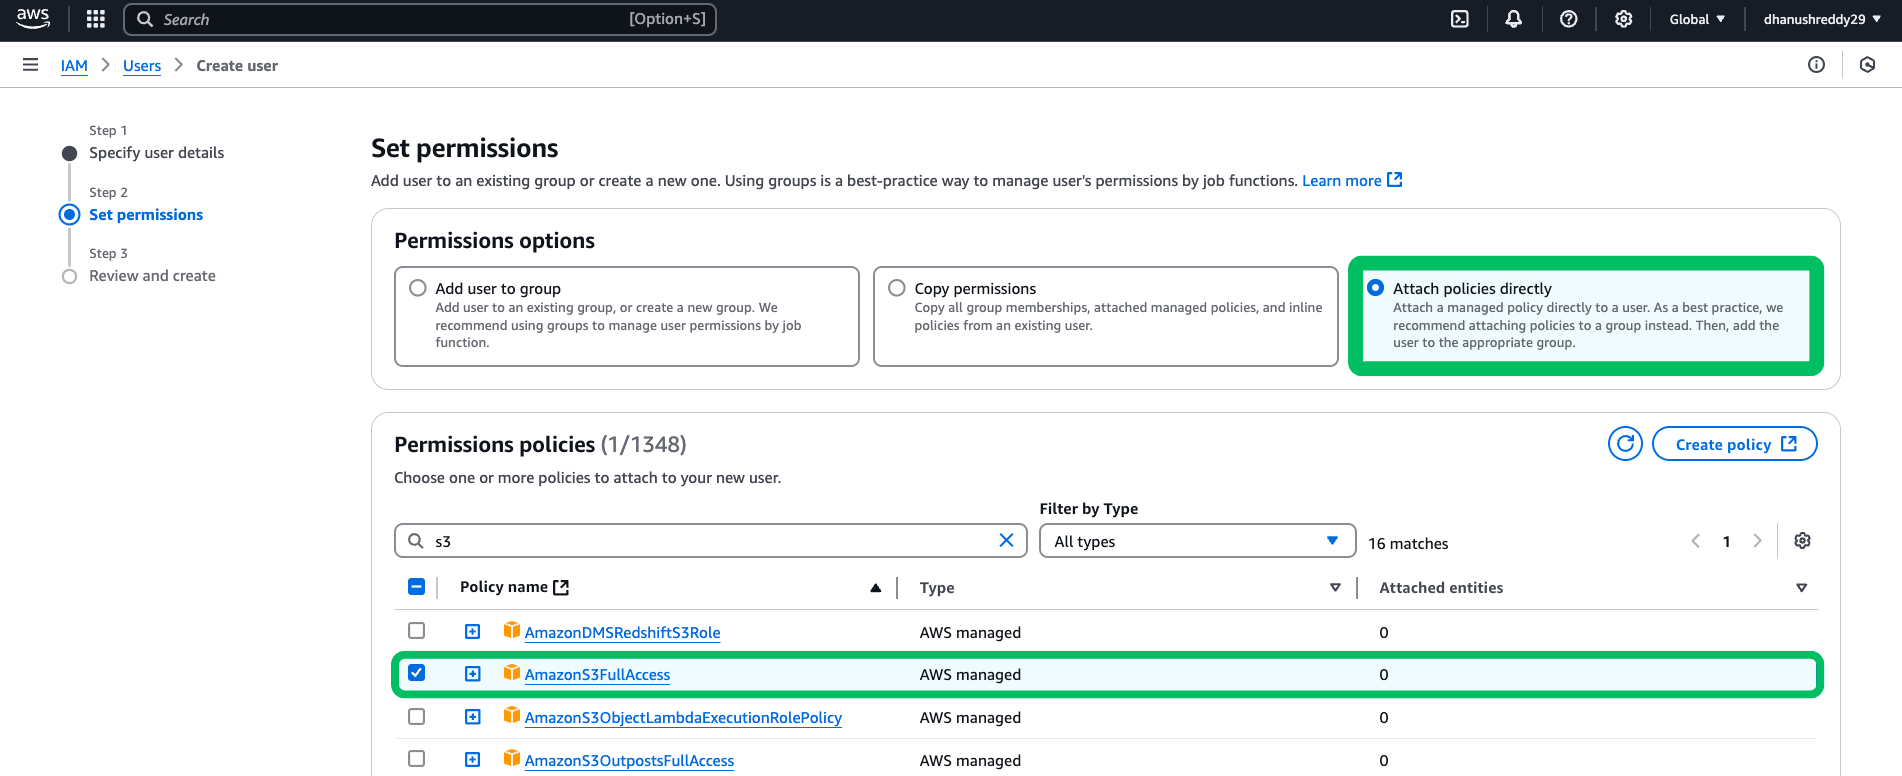 aws
Search
[Option+S]
Global
dhanushreddy29
IAM
Users
Create user
Step 1
Specify user details
Step 2
Set permissions
Step 3
Review and create
Set permissions
Add user to an existing group or create a new one. Using groups is a best-practice way to manage user's permissions by job functions. Learn more
Permissions options
Add user to group
Add user to an existing group, or create a new group. We
recommend using groups to manage user permissions by job
function.
Copy permissions
Copy all group memberships, attached managed policies, and inline
policies from an existing user.
Attach policies directly
Attach a managed policy directly to a user. As a best practice, we
recommend attaching policies to a group instead. Then, add the
user to the appropriate group.
Permissions policies (1/1348)
Create policy
Choose one or more policies to attach to your new user.
Filter by Type
s3
All types
16 matches
1
Policy name
Type
Attached entities
AmazonDMSRedshiftS3Role
AWS managed
0
AmazonS3FullAccess
AWS managed
0
AmazonS3ObjectLambdaExecutionRolePolicy
AWS managed
0
AmazonS3OutpostsFullAccess
AWS managed
0